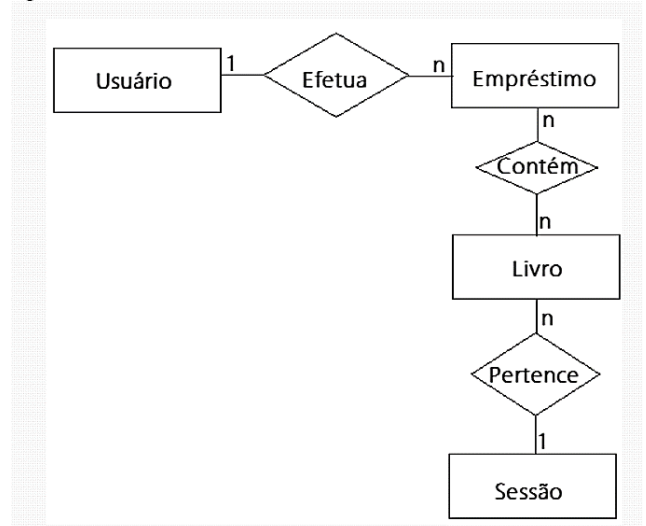 Usuário
1
Efetua
n
Empréstimo
n
Contém
n
Livro
n
Pertence
1
Sessão